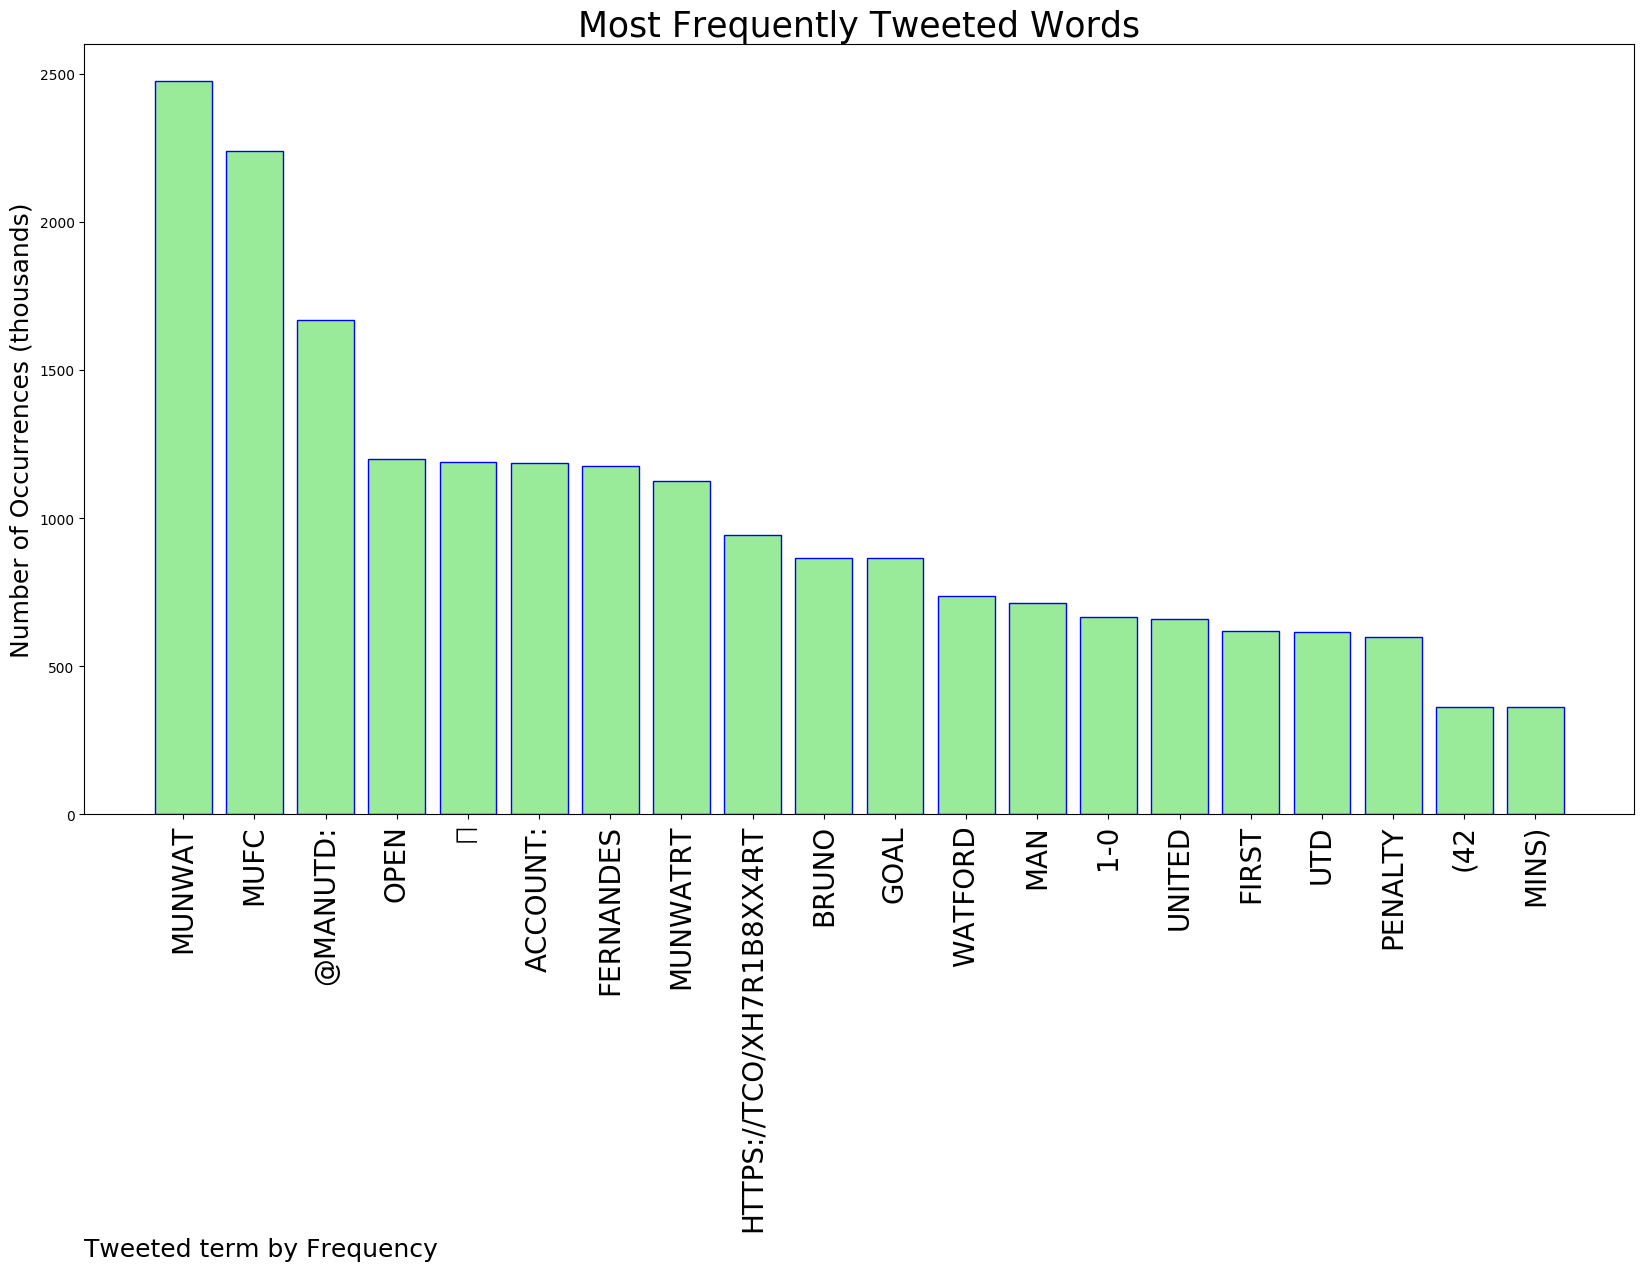 Most Frequently Tweeted Words
Number of Occurrences (thousands)
2500
2000
1500
1000
500
0
MUNWAT
MUFC
@MANUTD:
OPEN
ACCOUNT:
FERNANDES
MUNWATRT
HTTPS://TCO/XH7R1B8XX4RT
BRUNO
GOAL
WATFORD
MAN
1-0
UNITED
FIRST
UTD
PENALTY
(42
MINS)
Tweeted term by Frequency